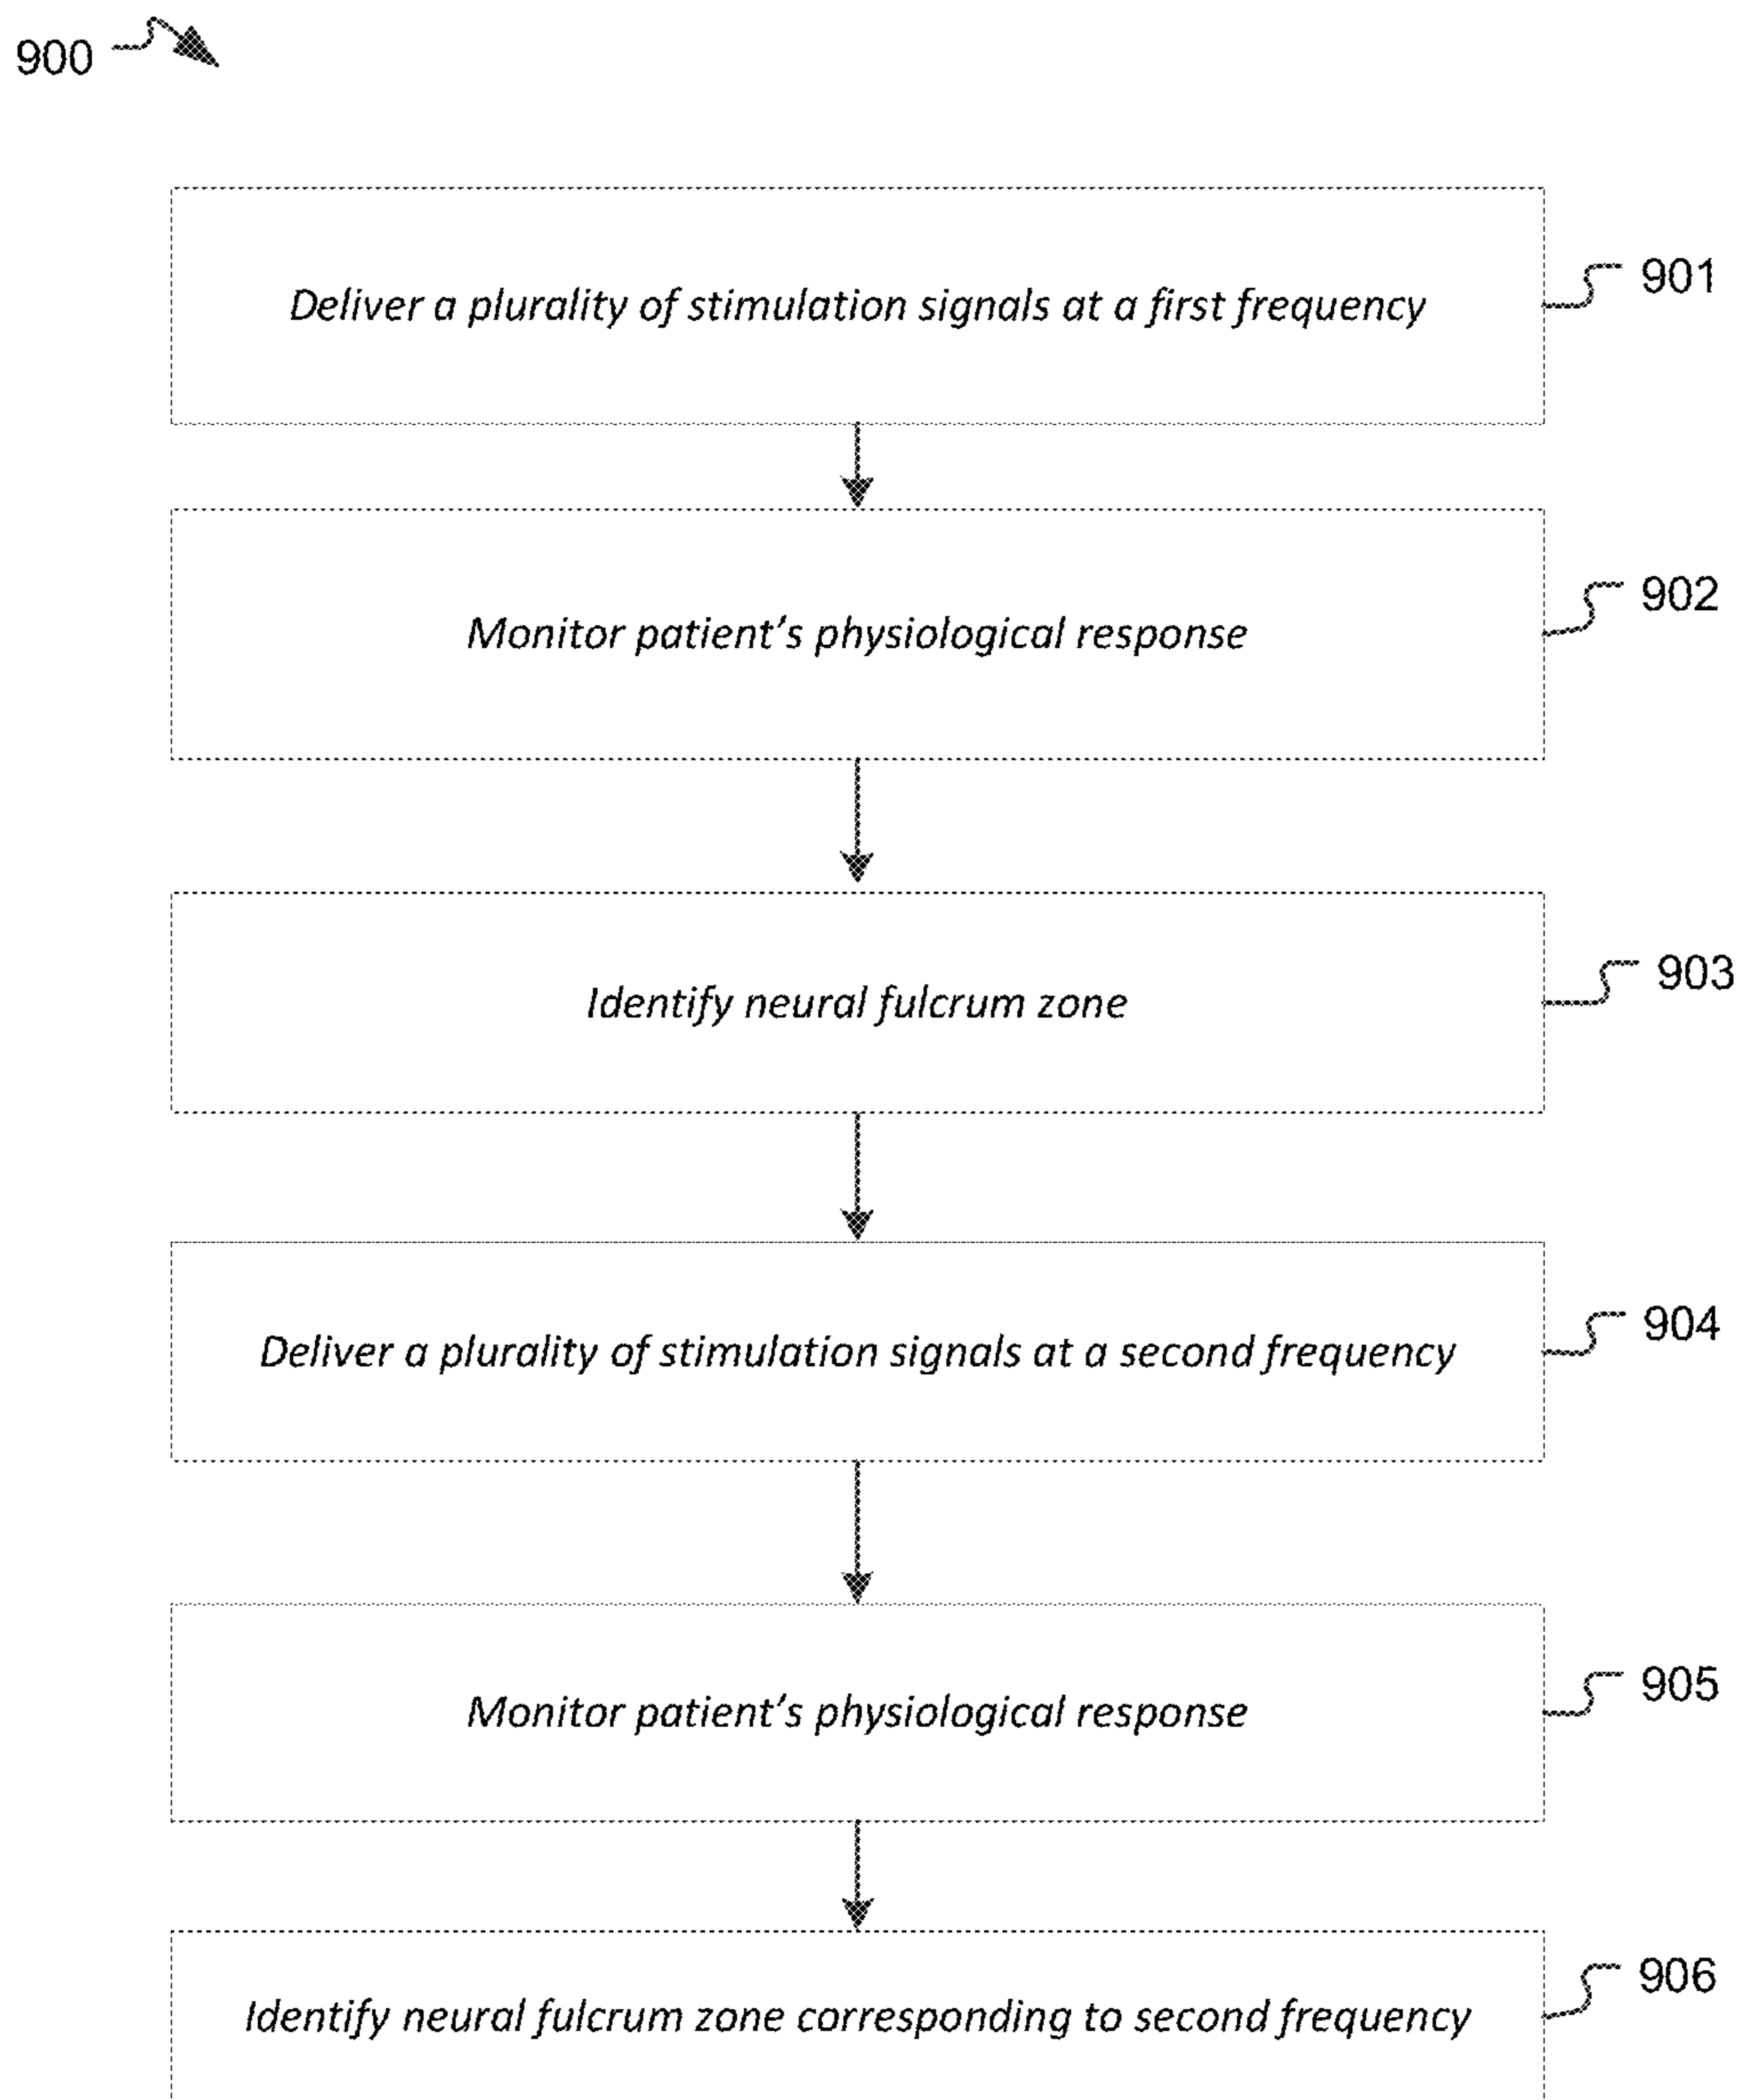 900
Deliver a plurality of stimulation signals at a first frequency
901
Monitor patient's physiological response
902
Identify neural fulcrum zone
903
Deliver a plurality of stimulation signals at a second frequency
904
Monitor patient's physiological response
905
Identify neural fulcrum zone corresponding to second frequency
906